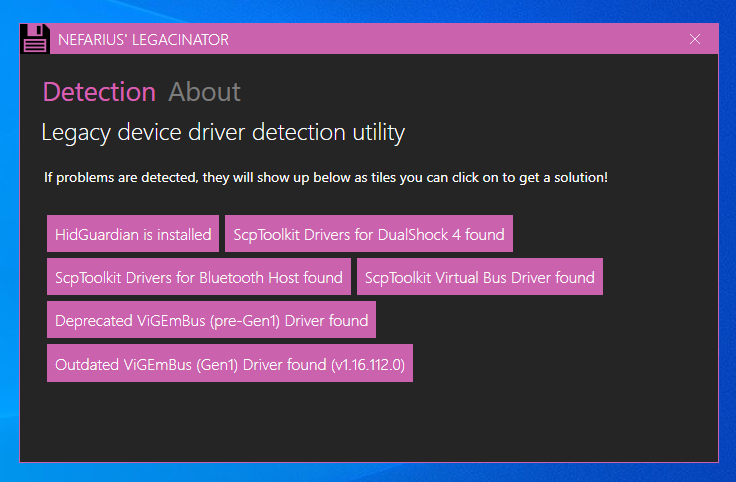 NEFARIUS' LEGACINATOR
Detection About
Legacy device driver detection utility
If problems are detected, they will show up below as tiles you can click on to get a solution!
HidGuardian is installed ScpToolkit Drivers for DualShock 4 found
ScpToolkit Drivers for Bluetooth Host found ScpToolkit Virtual Bus Driver found
Deprecated ViGEmBus (pre-Gen1) Driver found
Outdated ViGEmBus (Gen1) Driver found (v1.16.112.0)